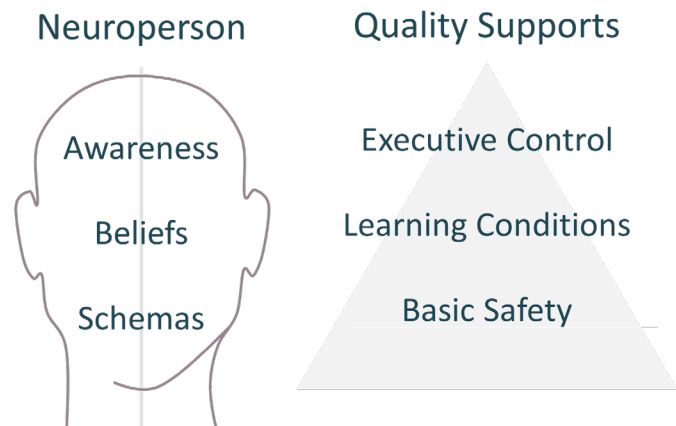 Neuroperson
Awareness
Beliefs
Schemas
Quality Supports
Executive Control
Learning Conditions
Basic Safety